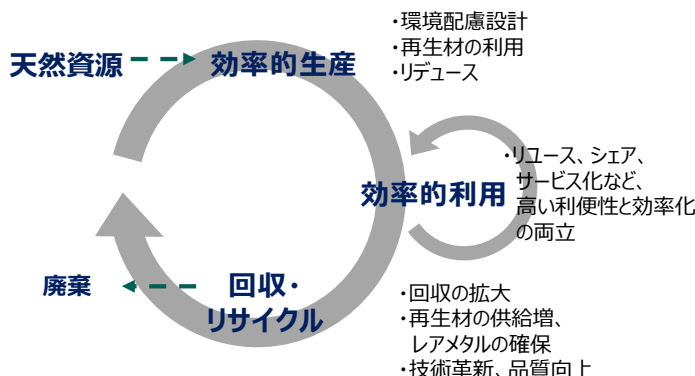 天然資源
効率的生産
・環境配慮設計
・再生材の利用
・リデュース
効率的利用
・リユース、シェア、
サービス化など、
高い利便性と効率化
の両立
廃棄
回収・
リサイクル
・回収の拡大
・再生材の供給増、
レアメタルの確保
・技術革新、品質向上